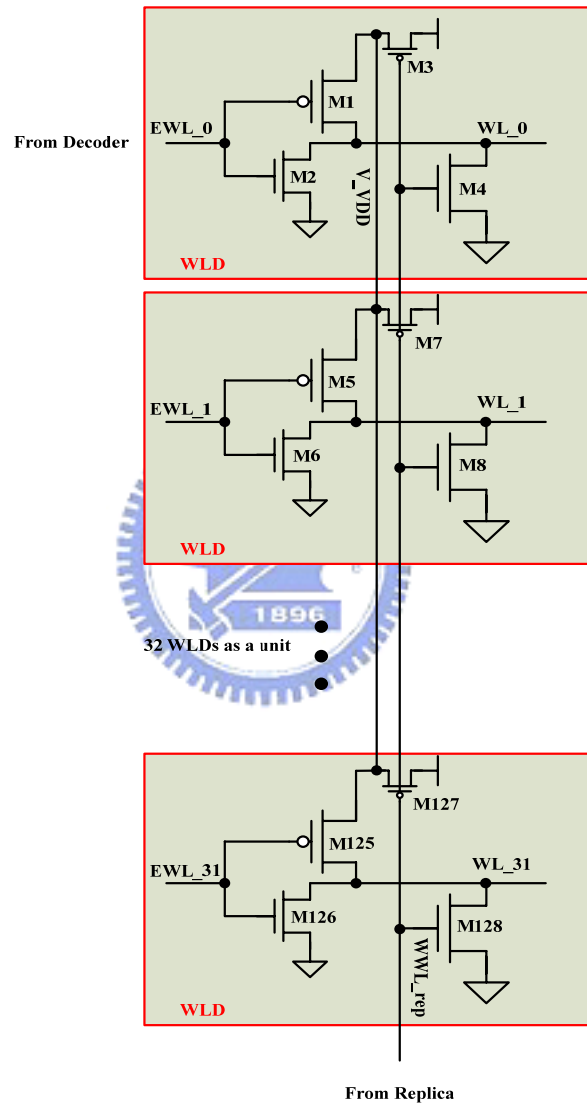 M3
M1
EWL_0
WL_0
From Decoder
M2
V_VDD
M4
WLD
M7
M5
EWL_1
WL_1
M6
M8
WLD
1896
32 WLDs as a unit
M127
M125
EWL_31
WL_31
M126
M128
WWL_rep
WLD
From Replica